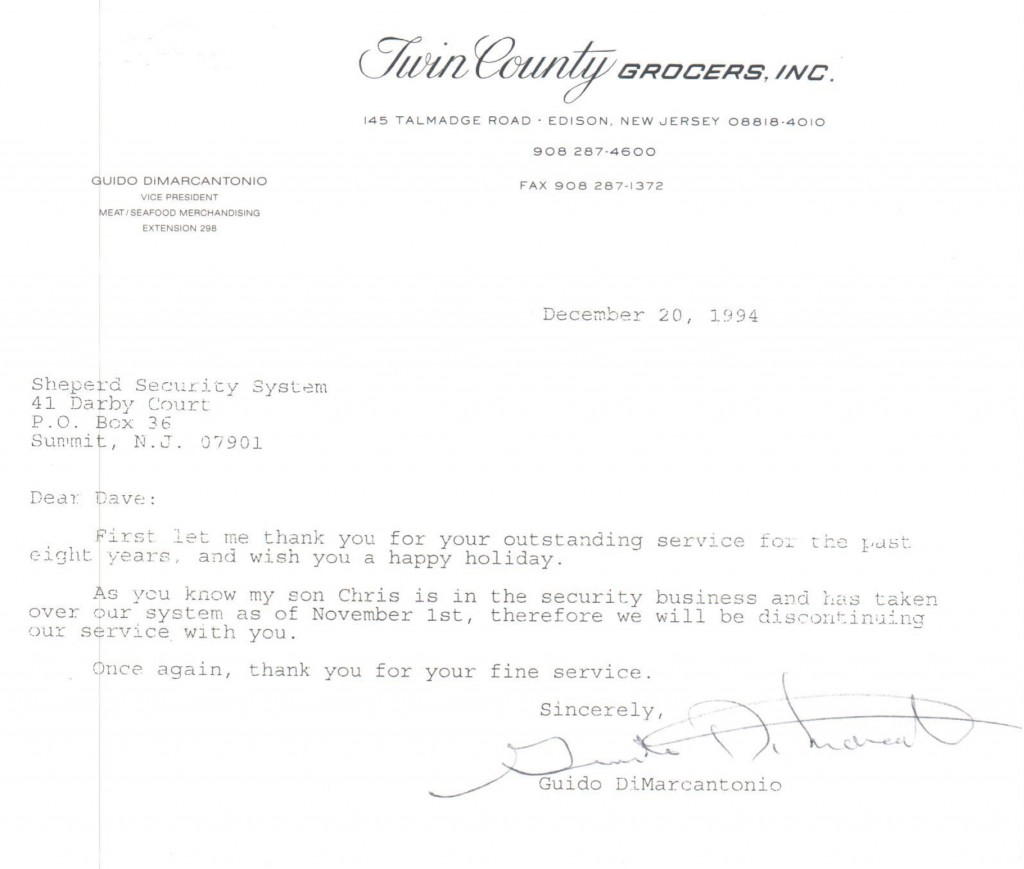 Twin County GROCERS, INC.
145 TALMADGE ROAD · EDISON, NEW JERSEY 08818-4010
908 287-4600
FAX 908 287-1372
GUIDO DiMARCANTONIO
VICE PRESIDENT
MEAT/SEAFOOD MERCHANDISING
EXTENSION 298
December 20, 1994
Sheperd Security System
41 Darby Court
P.O. Box 36
Summit, N.J. 07901
Dear Dave:
First let me thank you for your outstanding service for the past
eight years, and wish you a happy holiday.
As you know my son Chris is in the security business and has taken
over our system as of November 1st, therefore we will be discontinuing
our service with you.
Once again, thank you for your fine service.
Sincerely,
Guido DiMarcantonio